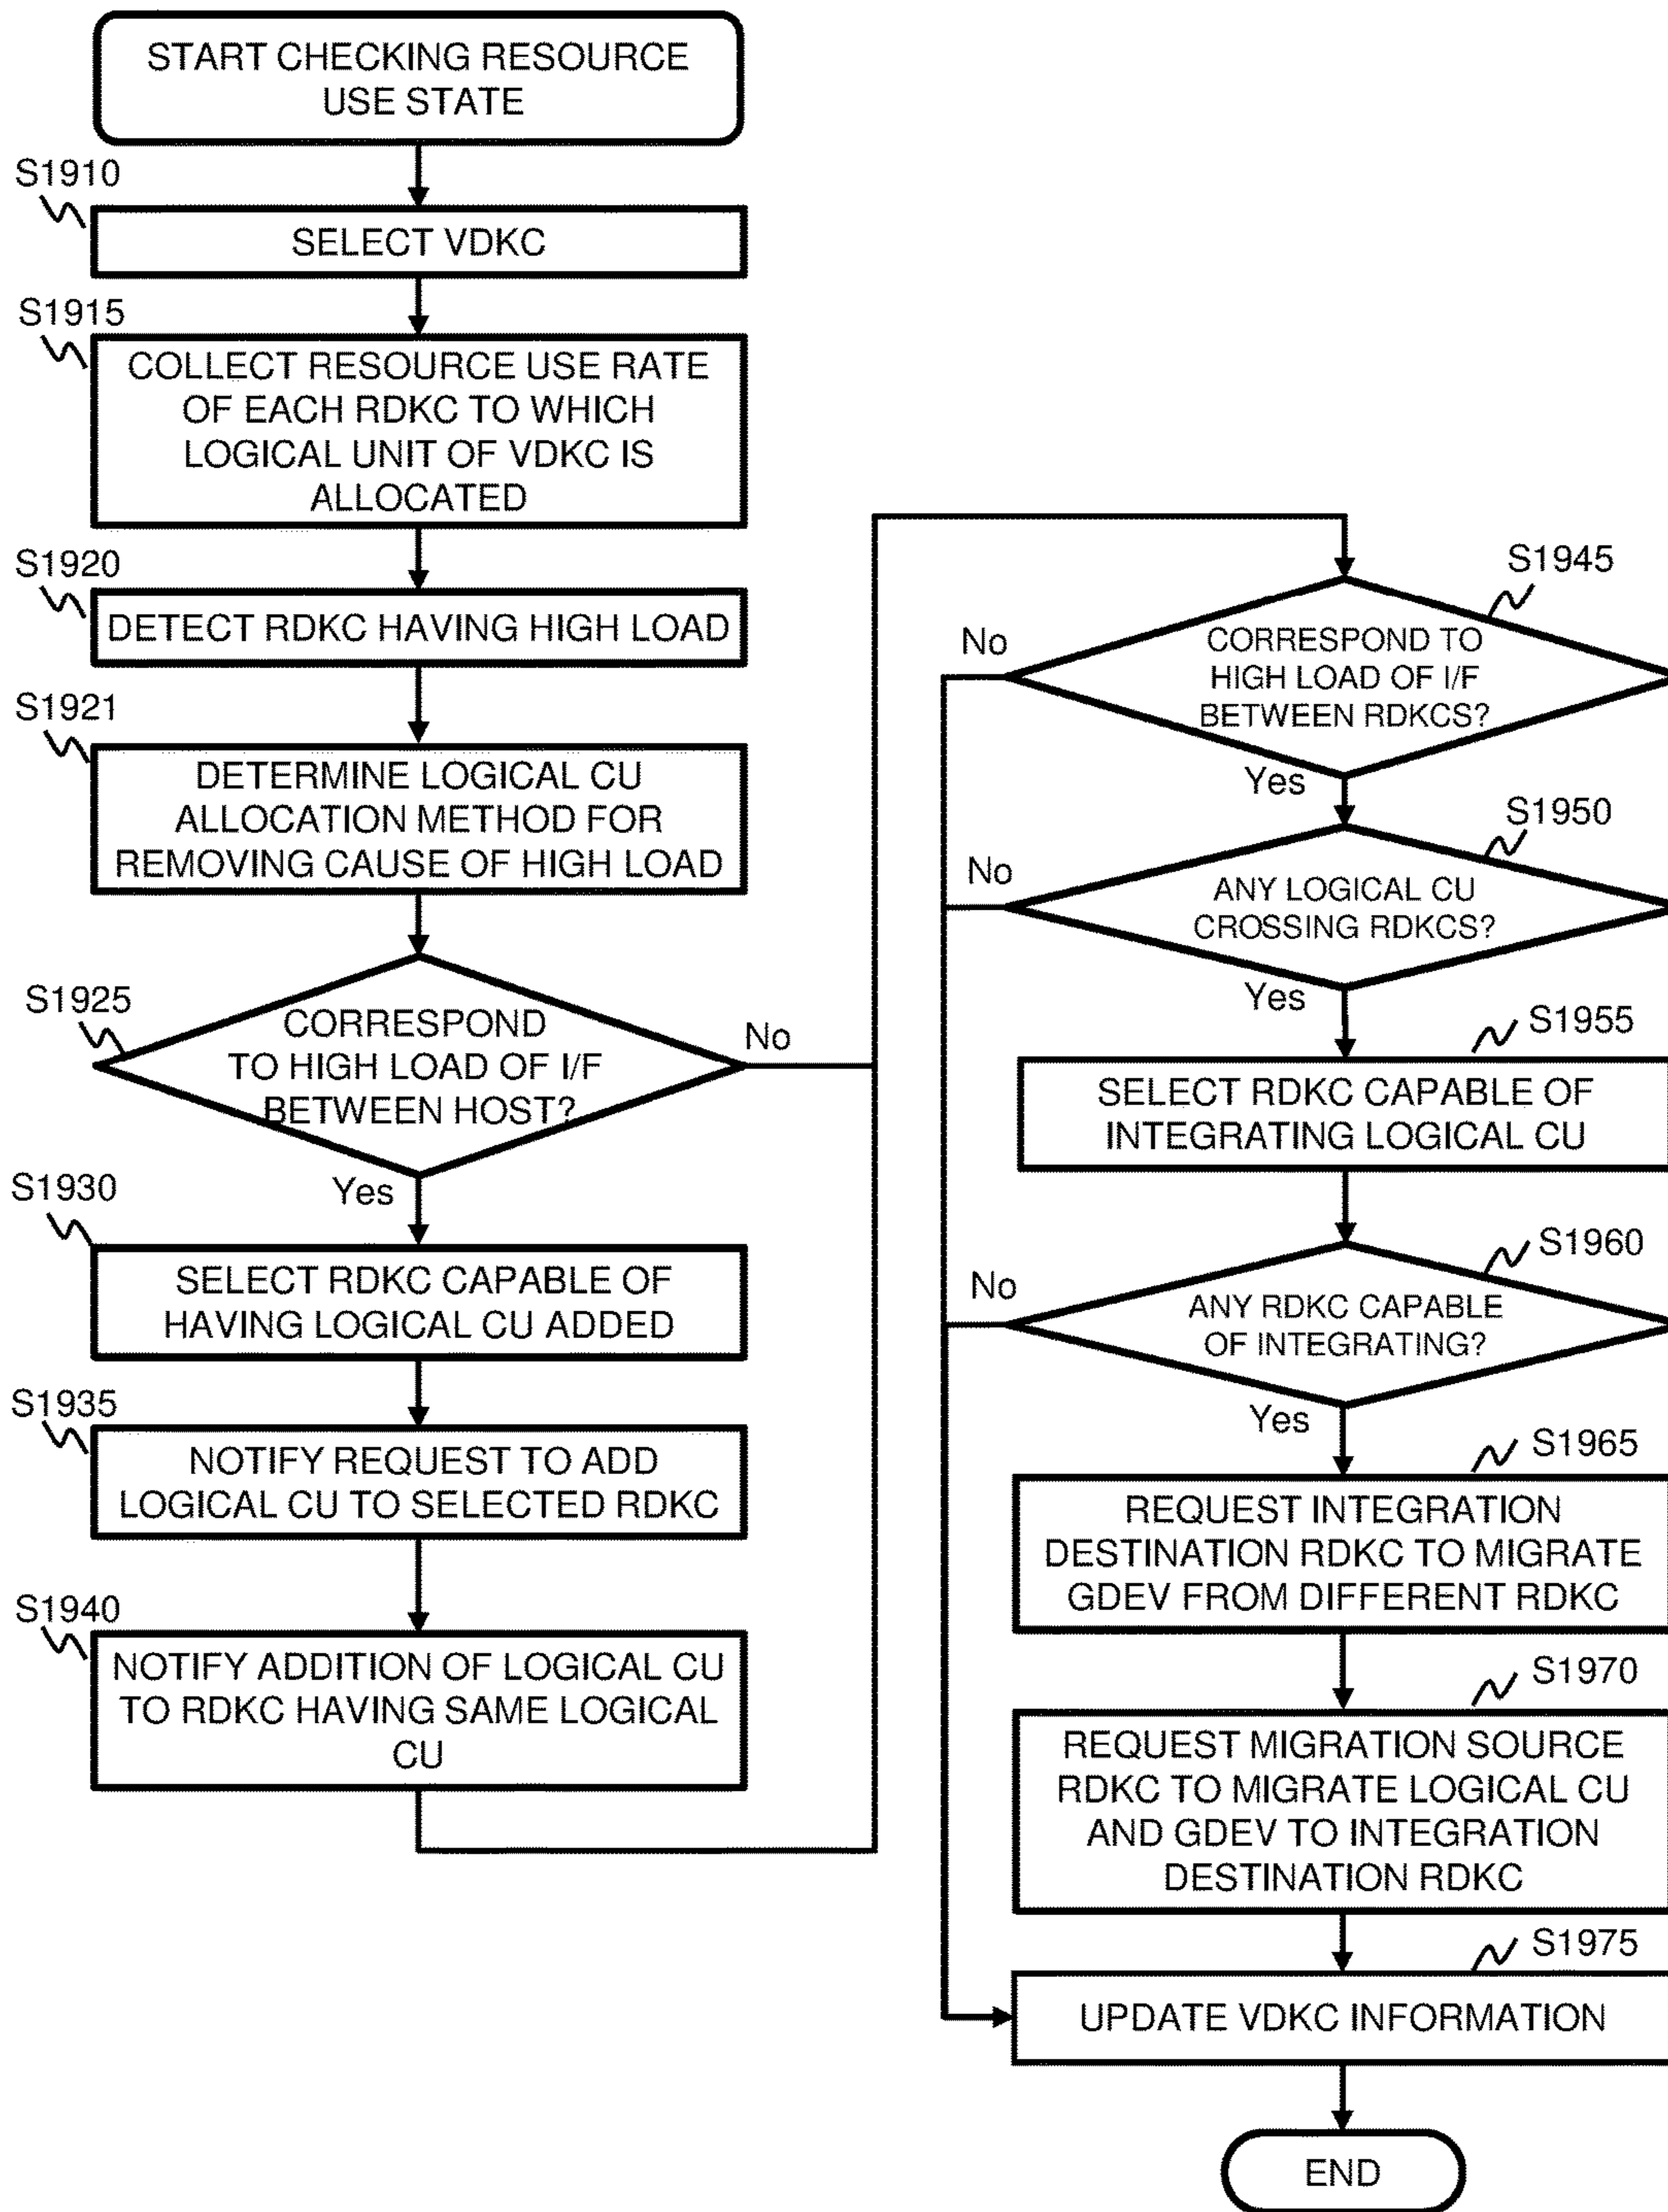 START CHECKING RESOURCE
USE STATE
S1910
SELECT VDKC
S1915
COLLECT RESOURCE USE RATE
OF EACH RDKC TO WHICH
LOGICAL UNIT OF VDKC IS
ALLOCATED
S1920
DETECT RDKC HAVING HIGH LOAD
S1921
DETERMINE LOGICAL CU
ALLOCATION METHOD FOR
REMOVING CAUSE OF HIGH LOAD
S1925
CORRESPOND
TO HIGH LOAD OF I/F
BETWEEN HOST?
No
Yes
S1930
SELECT RDKC CAPABLE OF
HAVING LOGICAL CU ADDED
S1935
NOTIFY REQUEST TO ADD
LOGICAL CU TO SELECTED RDKC
S1940
NOTIFY ADDITION OF LOGICAL CU
TO RDKC HAVING SAME LOGICAL
CU
S1945
No
CORRESPOND TO
HIGH LOAD OF I/F
BETWEEN RDKCS?
Yes
S1950
No
ANY LOGICAL CU
CROSSING RDKCS?
Yes
S1955
SELECT RDKC CAPABLE OF
INTEGRATING LOGICAL CU
S1960
No
ANY RDKC CAPABLE
OF INTEGRATING?
Yes
S1965
REQUEST INTEGRATION
DESTINATION RDKC TO MIGRATE
GDEV FROM DIFFERENT RDKC
S1970
REQUEST MIGRATION SOURCE
RDKC TO MIGRATE LOGICAL CU
AND GDEV TO INTEGRATION
DESTINATION RDKC
S1975
UPDATE VDKC INFORMATION
END